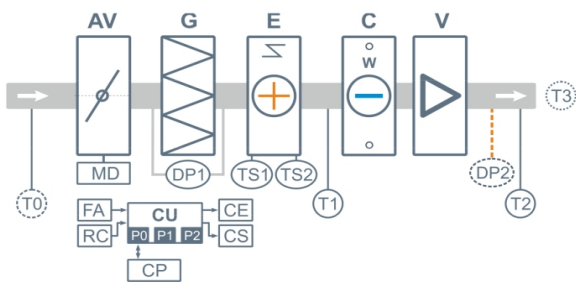 AV G E C V
W
T3
MD DP1 TS1 TS2 DP2
T0 T1 T2
FA CU CE
RC P0 P1 P2 CS
CP